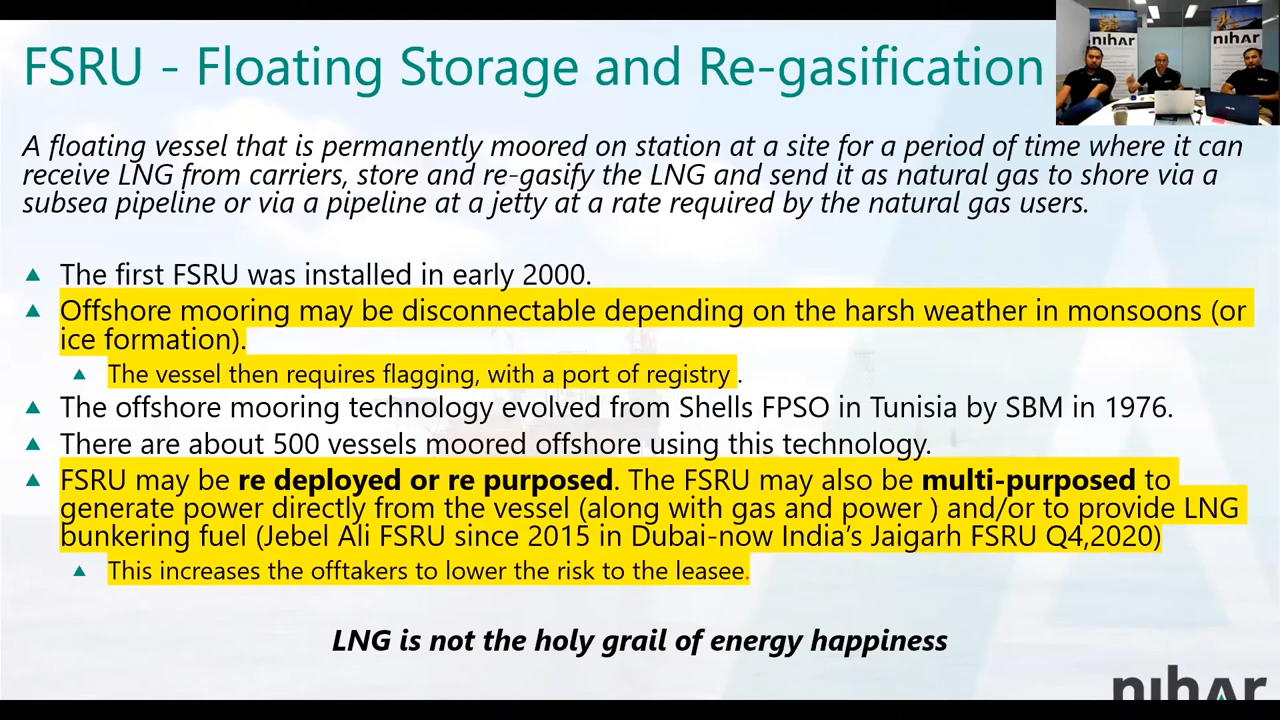 FSRU - Floating Storage and Re-gasification
nihar
nihar
A floating vessel that is permanently moored on station at a site for a period of time where it can
receive LNG from carriers, store and re-gasify the LNG and send it as natural gas to shore via a
subsea pipeline or via a pipeline at a jetty at a rate required by the natural gas users.
The first FSRU was installed in early 2000.
Offshore mooring may be disconnectable depending on the harsh weather in monsoons (or
ice formation).
The vessel then requires flagging, with a port of registry .
The offshore mooring technology evolved from Shells FPSO in Tunisia by SBM in 1976.
There are about 500 vessels moored offshore using this technology.
FSRU may be re deployed or re purposed. The FSRU may also be multi-purposed to
generate power directly from the vessel (along with gas and power ) and/or to provide LNG
bunkering fuel (Jebel Ali FSRU since 2015 in Dubai-now India’s Jaigarh FSRU Q4,2020)
This increases the offtakers to lower the risk to the leasee.
LNG is not the holy grail of energy happiness
nihar